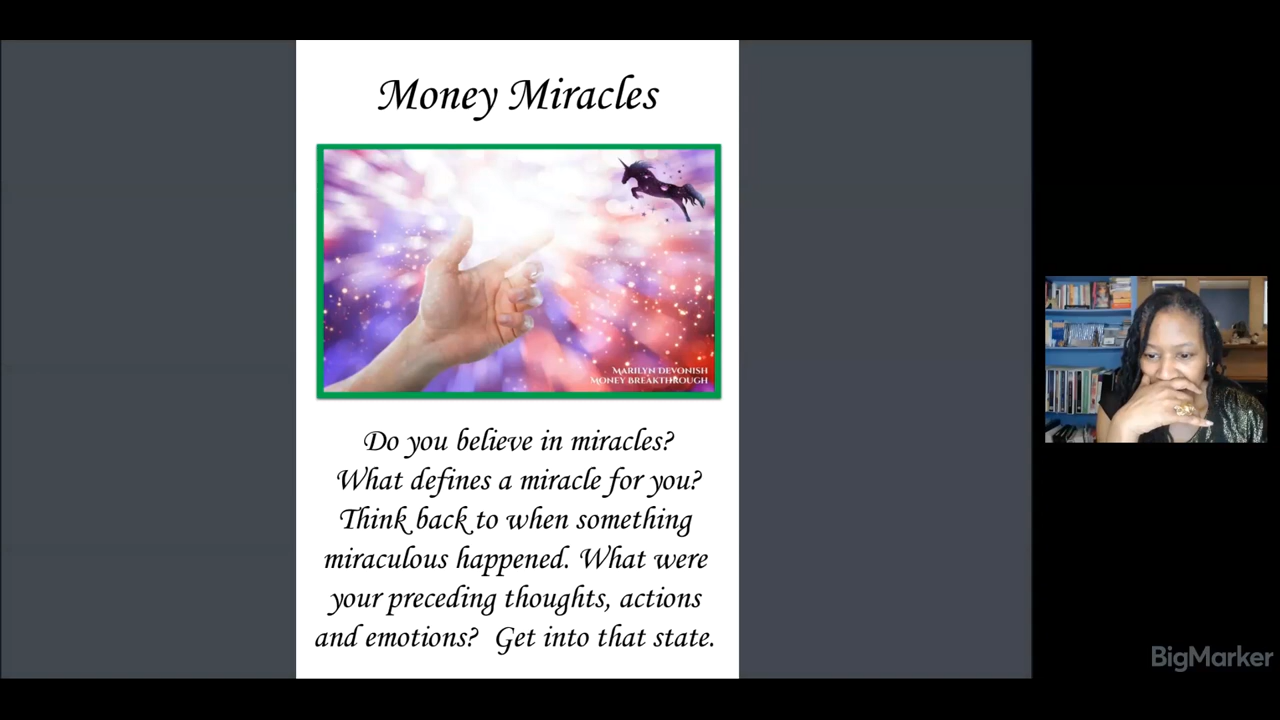 Money Miracles
MARILYN DEVONISH
MONEY BREAKTHROUGH
Do you believe in miracles?
What defines a miracle for you?
Think back to when something
miraculous happened. What were
your preceding thoughts, actions
and emotions?  Get into that state.
BigMarker